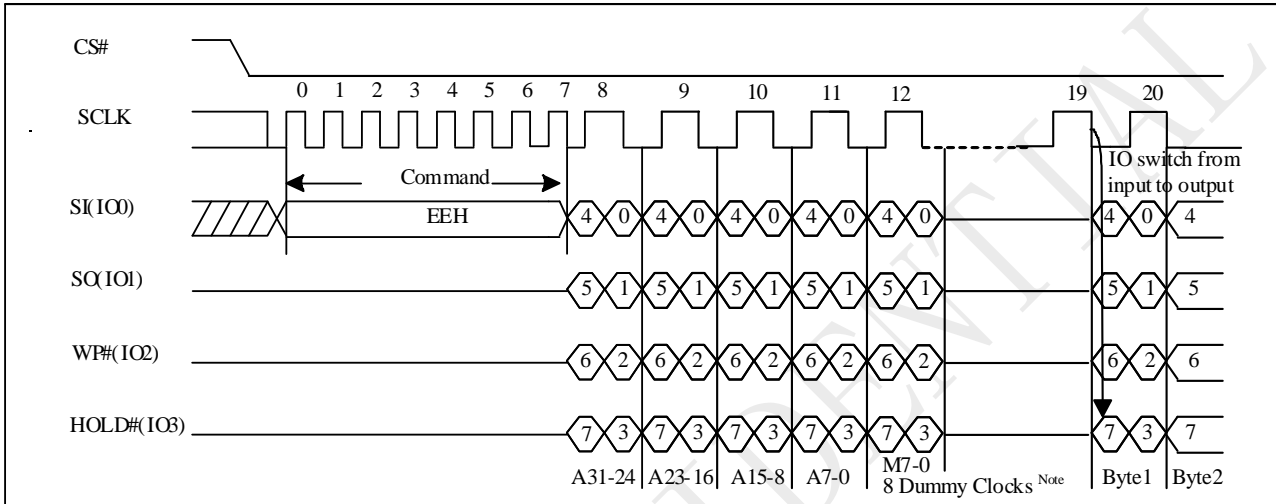 CS#
0 1 2 3 4 5 6 7 8 9 10 11 12 19 20
SCLK
IO switch from
input to output
Command
SI(IO0) EEH 4 0 4 0 4 0 4 0 4 0 4 0 4
SO(IO1) 5 1 5 1 5 1 5 1 5 1 5 1 5
WP#(IO2) 6 2 6 2 6 2 6 2 6 2 6 2 6
HOLD#(IO3) 7 3 7 3 7 3 7 3 7 3 7 3 7
A31-24 A23-16 A15-8 A7-0 M7-0 Byte1 Byte2
8 Dummy Clocks Note